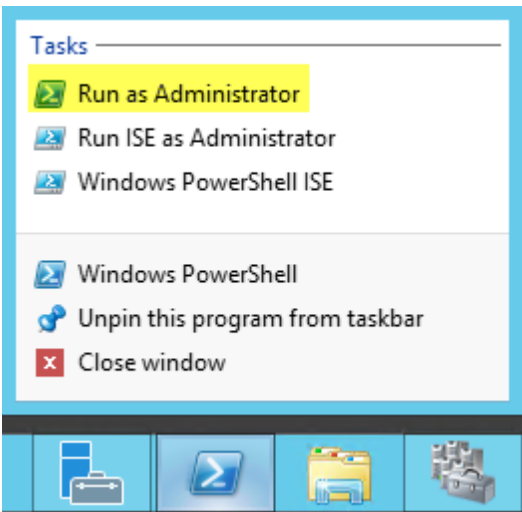 Tasks
Run as Administrator
Run ISE as Administrator
Windows PowerShell ISE
Windows PowerShell
Unpin this program from taskbar
Close window